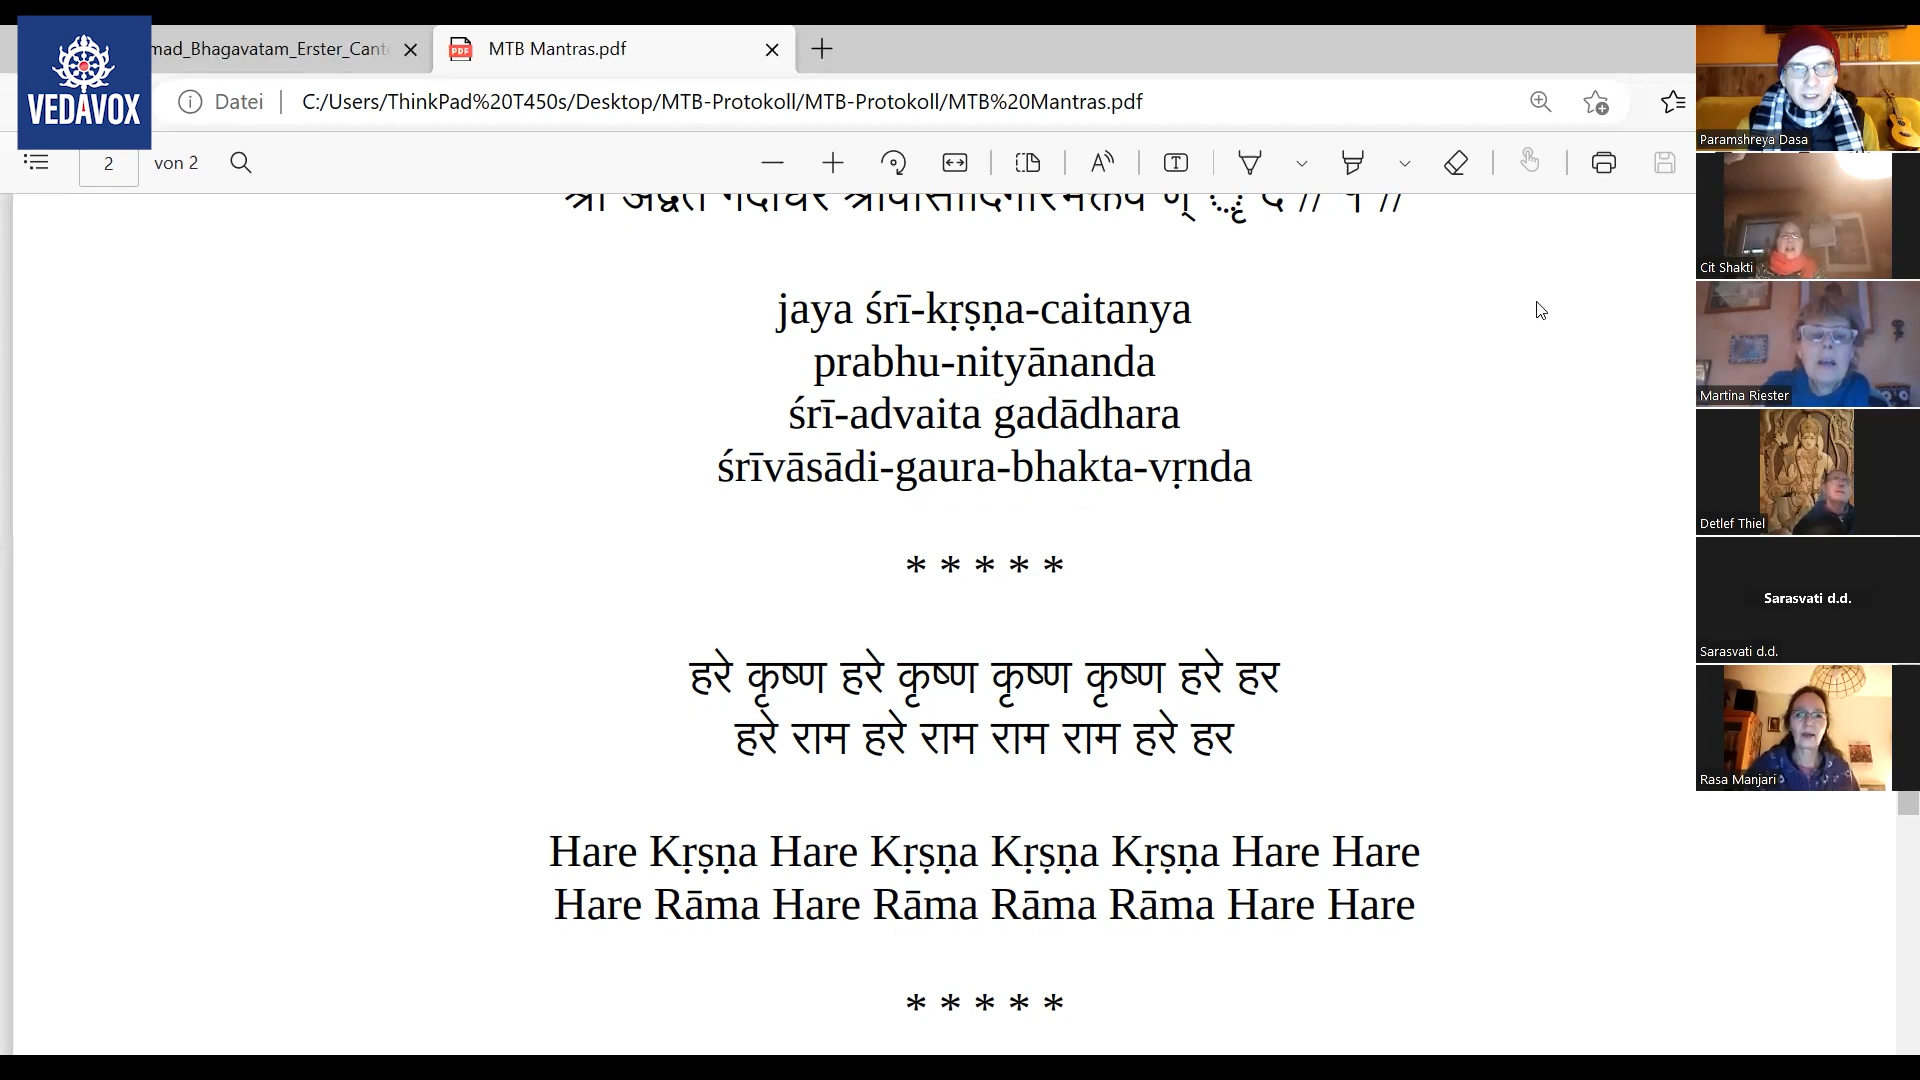 mad_Bhagavatam_Erster_Cant
MTB Mantras.pdf
VEDAVOX
Datei
C:/Users/ThinkPad%20T450s/Desktop/MTB-Protokoll/MTB-Protokoll/MTB%20Mantras.pdf
2 von 2
jaya śrī-kṛṣṇa-caitanya
prabhu-nityānanda
śrī-advaita gadādhara
śrīvāsādi-gaura-bhakta-vṛnda
* * * * *
हरे कृष्ण हरे कृष्ण कृष्ण कृष्ण हरे हर
हरे राम हरे राम राम राम हरे हर
Hare Kṛṣṇa Hare Kṛṣṇa Kṛṣṇa Kṛṣṇa Hare Hare
Hare Rāma Hare Rāma Rāma Rāma Hare Hare
* * * * *
Paramshreya Dasa
Cit Shakti
Martina Riester
Detlef Thiel
Sarasvati d.d.
Sarasvati d.d.
Rasa Manjari